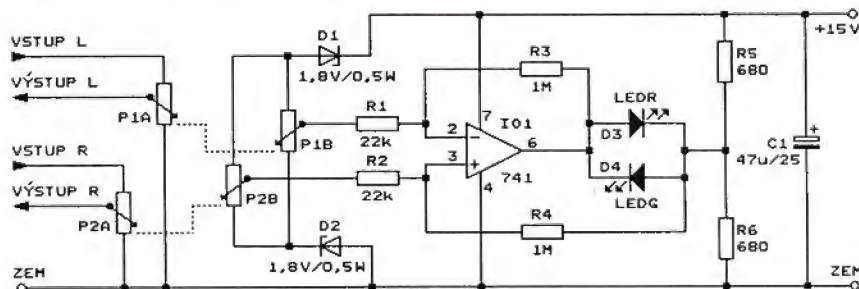 VSTUP L
VÝSTUP L
P1A
VSTUP R
VÝSTUP R
P2A
ZEM
D1
1,8V/0,5W
P1B
P2B
D2
1,8V/0,5W
R1
22k
R2
22k
R3
1M
2
3
7
4
6
IO1
741
R4
1M
LEDR
D3
D4
LEDG
R5
680
R6
680
C1
47u/25
+
+15V
ZEM